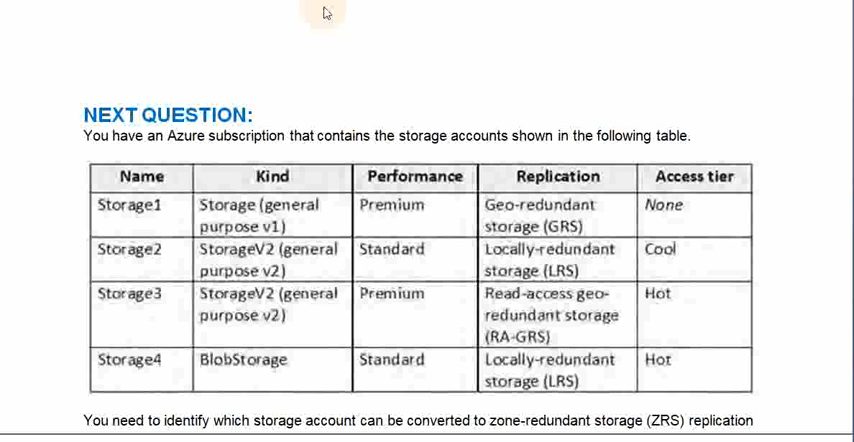 NEXT QUESTION:
You have an Azure subscription that contains the storage accounts shown in the following table.
Name Kind Performance Replication Access tier
Storage1 Storage (general Premium Geo-redundant None
purpose v1) storage (GRS)
Storage2 StorageV2 (general Standard Locally-redundant Cool
purpose v2) storage (LRS)
Storage3 StorageV2 (general Premium Read-access geo- Hot
purpose v2) redundant storage
(RA-GRS)
Storage4 BlobStorage Standard Locally-redundant Hot
storage (LRS)
You need to identify which storage account can be converted to zone-redundant storage (ZRS) replication